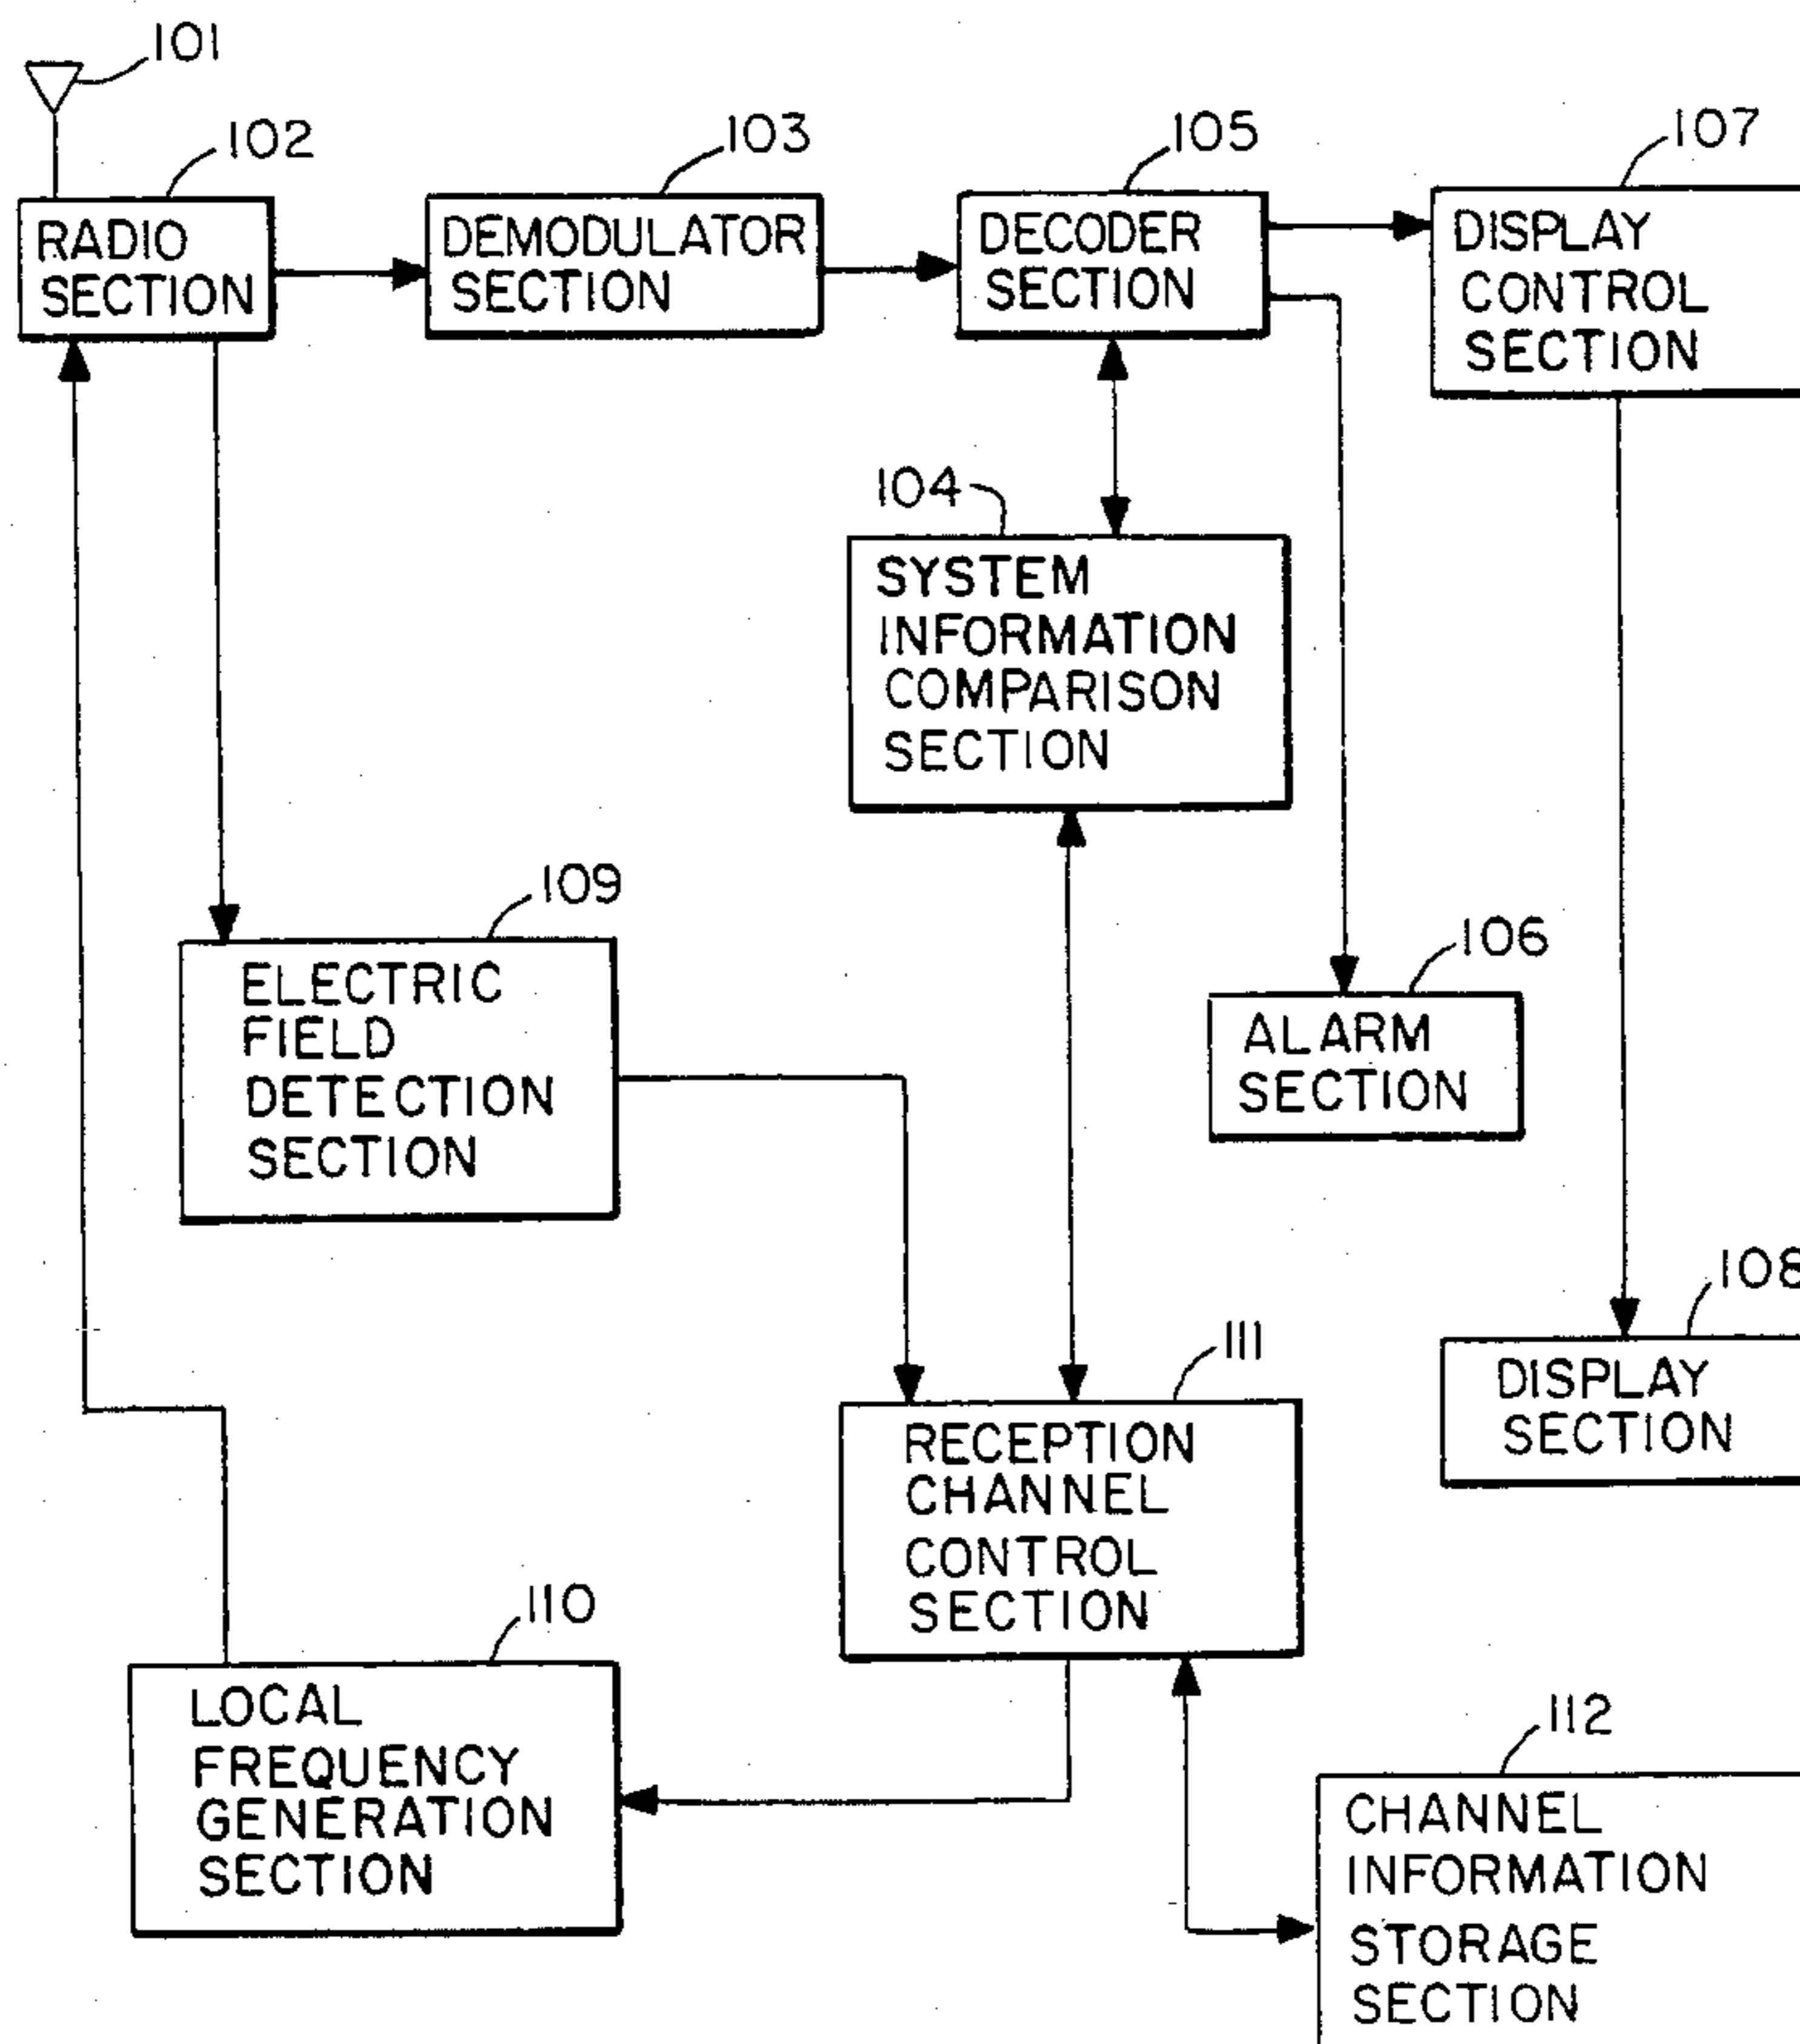 101
102
103
105
107
RADIO
SECTION
DEMODULATOR
SECTION
DECODER
SECTION
DISPLAY
CONTROL
SECTION
104
SYSTEM
INFORMATION
COMPARISON
SECTION
109
ELECTRIC
FIELD
DETECTION
SECTION
106
ALARM
SECTION
108
DISPLAY
SECTION
111
RECEPTION
CHANNEL
CONTROL
SECTION
110
LOCAL
FREQUENCY
GENERATION
SECTION
112
CHANNEL
INFORMATION
STORAGE
SECTION